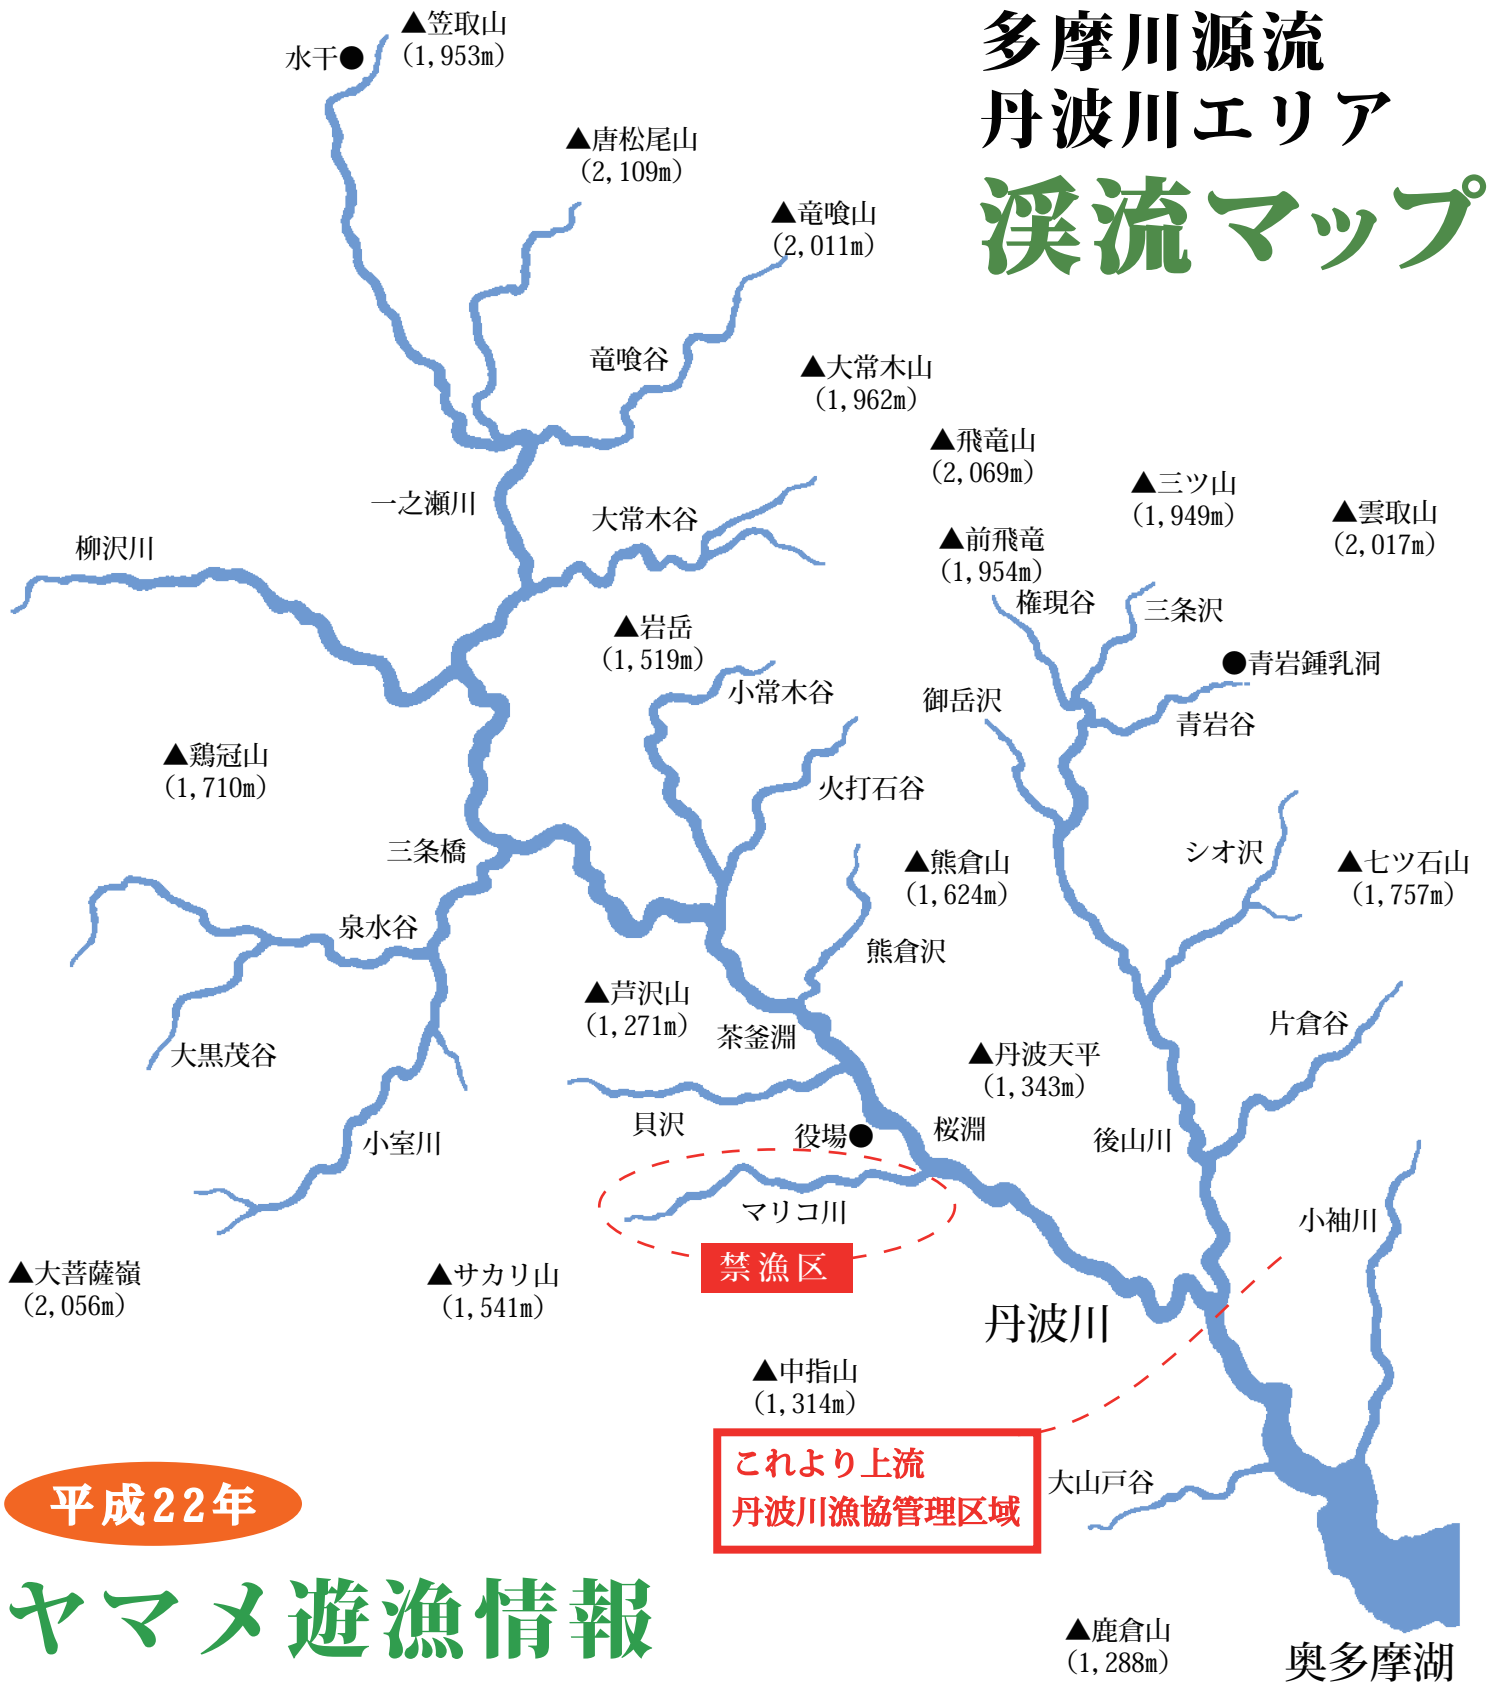 多摩川源流
丹波川エリア
渓流マップ
▲笠取山
(1,953m)
水干●
▲唐松尾山
(2,109m)
▲竜喰山
(2,011m)
竜喰谷
▲大常木山
(1,962m)
▲飛竜山
(2,069m)
▲三ツ山
(1,949m)
▲雲取山
(2,017m)
一之瀬川
大常木谷
▲前飛竜
(1,954m)
柳沢川
権現谷
三条沢
▲岩岳
(1,519m)
●青岩鍾乳洞
小常木谷
御岳沢
青岩谷
▲鶏冠山
(1,710m)
火打石谷
三条橋
シオ沢
▲熊倉山
(1,624m)
▲七ツ石山
(1,757m)
泉水谷
熊倉沢
▲芦沢山
(1,271m)
茶釜淵
片倉谷
大黒茂谷
▲丹波天平
(1,343m)
貝沢
役場●
桜淵
小室川
後山川
マリコ川
小袖川
禁漁区
▲大菩薩嶺
(2,056m)
▲サカリ山
(1,541m)
丹波川
▲中指山
(1,314m)
これより上流
丹波川漁協管理区域
大山戸谷
平成22年
ヤマメ遊漁情報
▲鹿倉山
(1,288m)
奥多摩湖